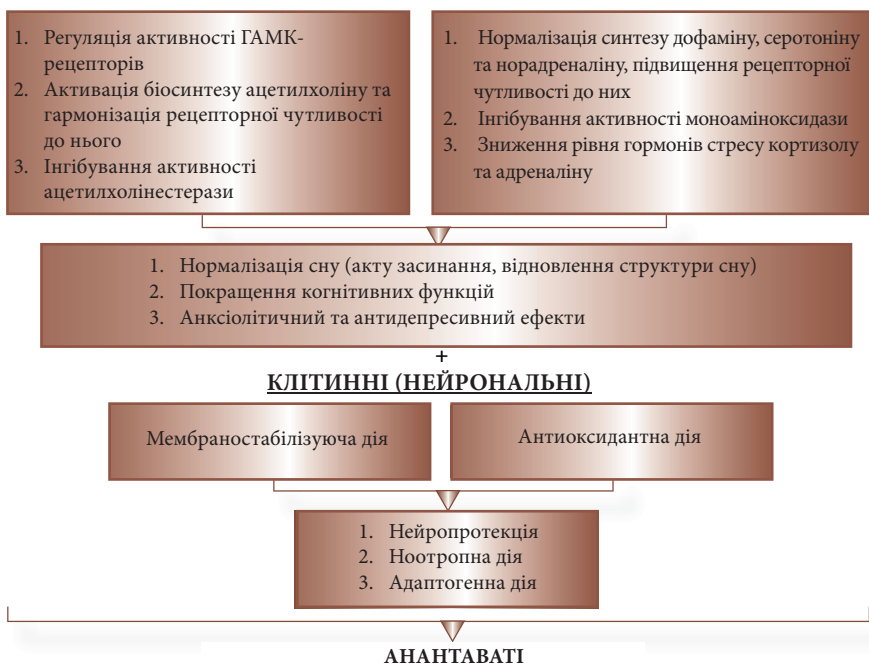 1. Регуляція активності ГАМК-
рецепторів
2. Активація біосинтезу ацетилхоліну та
гармонізація рецепторної чутливості
до нього
3. Інгібування активності
ацетилхолінестерази
1. Нормалізація синтезу дофаміну, серотоніну
та норадреналіну, підвищення рецепторної
чутливості до них
2. Інгібування активності моноаміноксидази
3. Зниження рівня гормонів стресу кортизолу
та адреналіну
1. Нормалізація сну (акту засинання, відновлення структури сну)
2. Покращення когнітивних функцій
3. Анксіолітичний та антидепресивний ефекти
+
КЛІТИННІ (НЕЙРОНАЛЬНІ)
Мембраностабілізуюча дія
Антиоксидантна дія
1. Нейропротекція
2. Ноотропна дія
3. Адаптогенна дія
АНАНТАВАТІ